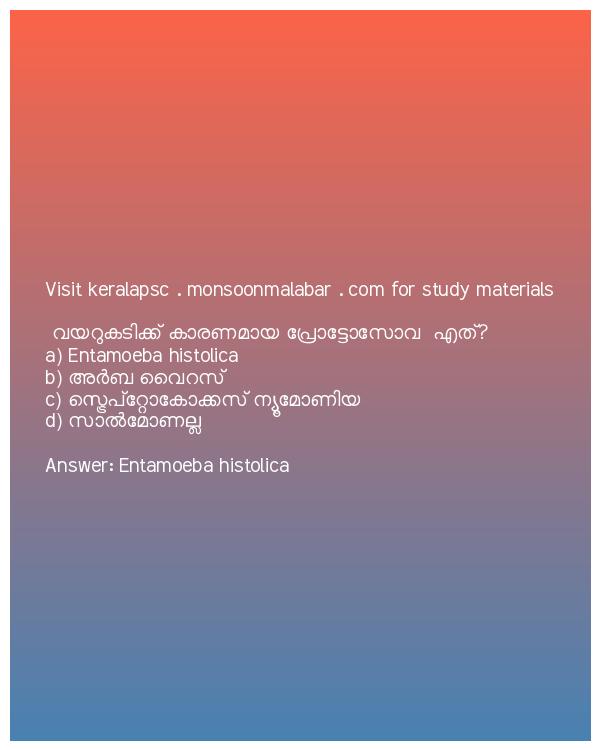 Visit keralapsc . monsoonmalabar . com for study materials
വയറുകടിക്ക് കാരണമായ പ്രോട്ടോസോവ എത്?
a) Entamoeba histolica
b) അർബ വൈറസ്
c) സ്ട്രെപ്റ്റോകോക്കസ് ന്യൂമോണിയ
d) സാൽമോണല്ല
Answer: Entamoeba histolica